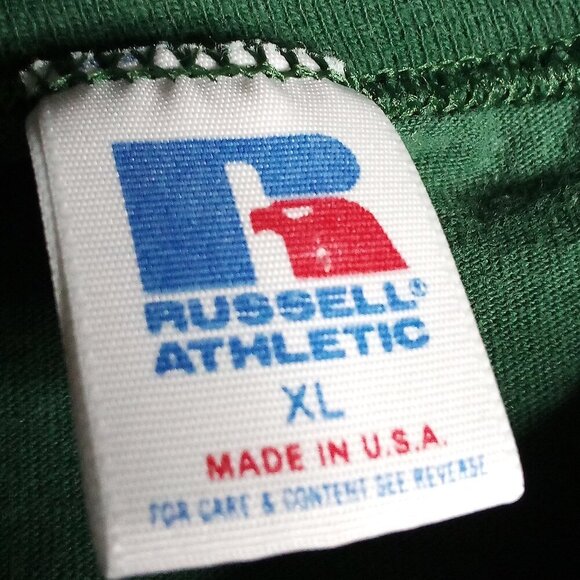 RUSSELL®
ATHLETIC
XL
MADE IN U.S.A.
FOR CARE & CONTENT SEE REVERSE